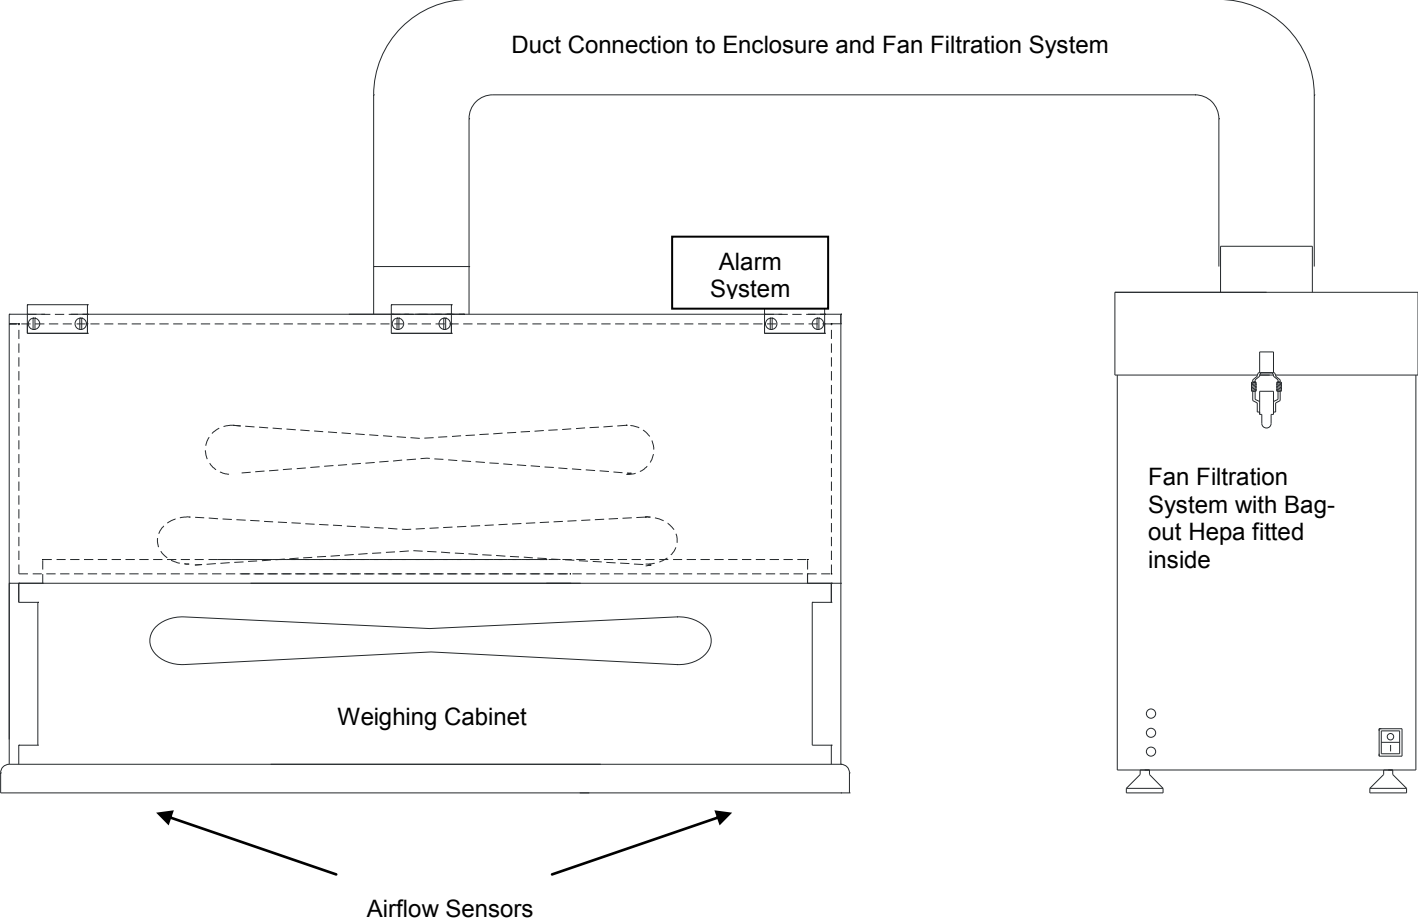 Duct Connection to Enclosure and Fan Filtration System
Alarm
System
Fan Filtration
System with Bag-
out Hepa fitted
inside
Weighing Cabinet
Airflow Sensors